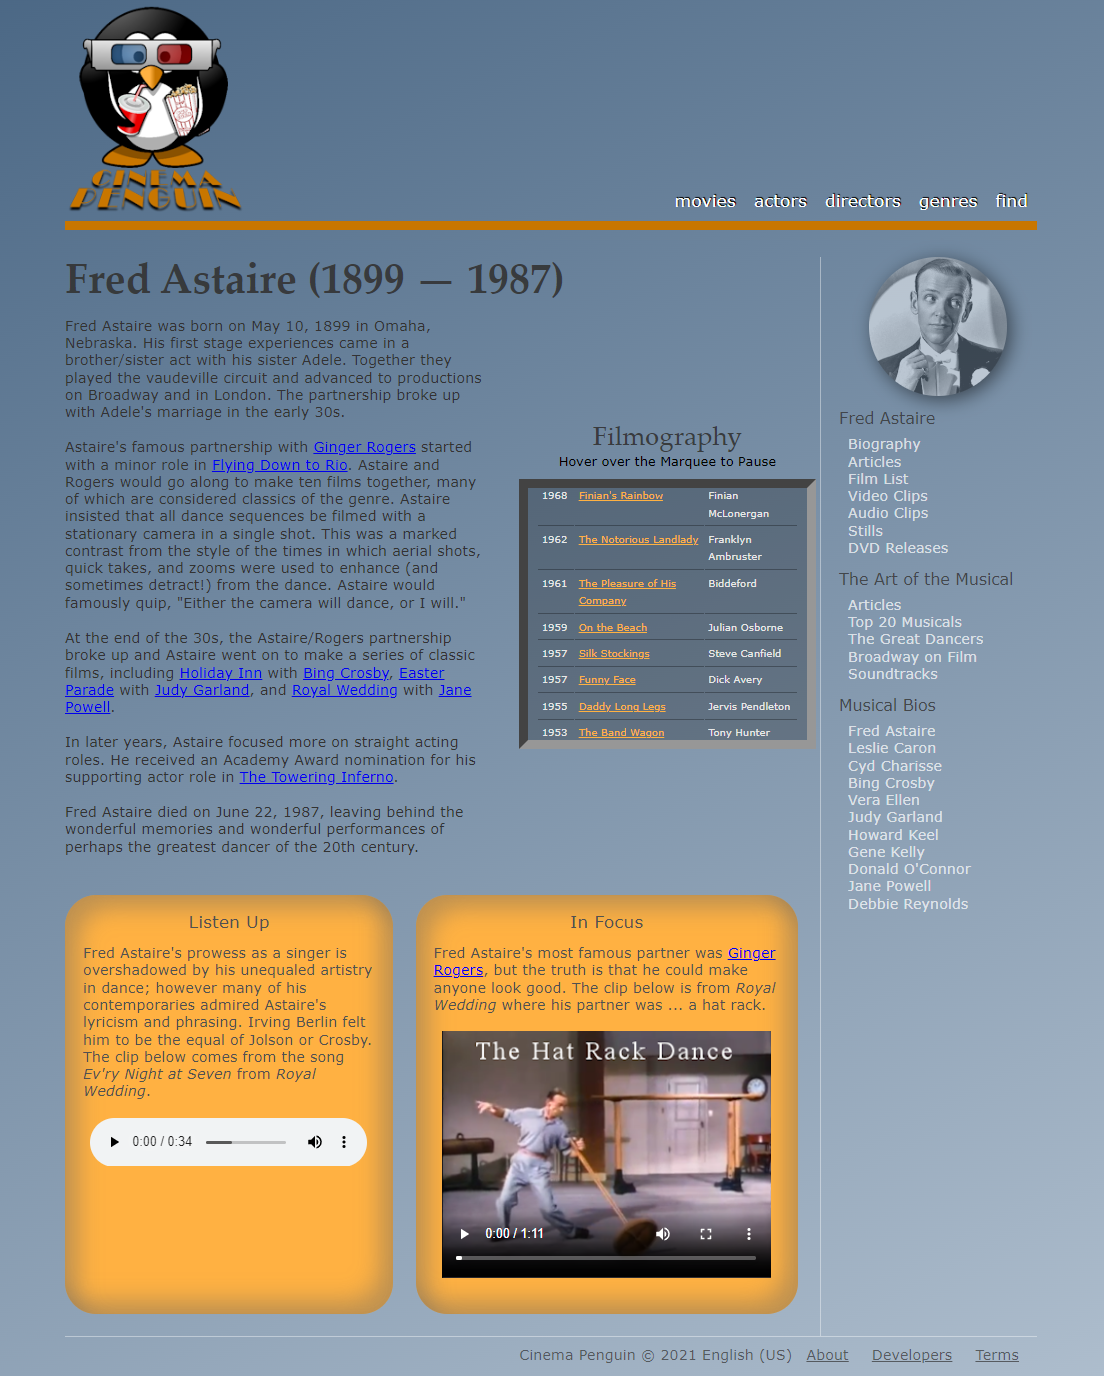 CINEMA
PENGUIN
movies actors directors genres find
Fred Astaire (1899 — 1987)
Fred Astaire was born on May 10, 1899 in Omaha,
Nebraska. His first stage experiences came in a
brother/sister act with his sister Adele. Together they
played the vaudeville circuit and advanced to productions
on Broadway and in London. The partnership broke up
with Adele's marriage in the early 30s.
Astaire's famous partnership with Ginger Rogers started
with a minor role in Flying Down to Rio. Astaire and
Rogers would go along to make ten films together, many
of which are considered classics of the genre. Astaire
insisted that all dance sequences be filmed with a
stationary camera in a single shot. This was a marked
contrast from the style of the times in which aerial shots,
quick takes, and zooms were used to enhance (and
sometimes detract!) from the dance. Astaire would
famously quip, "Either the camera will dance, or I will."
At the end of the 30s, the Astaire/Rogers partnership
broke up and Astaire went on to make a series of classic
films, including Holiday Inn with Bing Crosby, Easter
Parade with Judy Garland, and Royal Wedding with Jane
Powell.
In later years, Astaire focused more on straight acting
roles. He received an Academy Award nomination for his
supporting actor role in The Towering Inferno.
Fred Astaire died on June 22, 1987, leaving behind the
wonderful memories and wonderful performances of
perhaps the greatest dancer of the 20th century.
Filmography
Hover over the Marquee to Pause
1968 Finian's Rainbow Finian
McLonergan
1962 The Notorious Landlady Franklyn
Ambruster
1961 The Pleasure of His Biddeford
Company
1959 On the Beach Julian Osborne
1957 Silk Stockings Steve Canfield
1957 Funny Face Dick Avery
1955 Daddy Long Legs Jervis Pendleton
1953 The Band Wagon Tony Hunter
Fred Astaire
Biography
Articles
Film List
Video Clips
Audio Clips
Stills
DVD Releases
The Art of the Musical
Articles
Top 20 Musicals
The Great Dancers
Broadway on Film
Soundtracks
Musical Bios
Fred Astaire
Leslie Caron
Cyd Charisse
Bing Crosby
Vera Ellen
Judy Garland
Howard Keel
Gene Kelly
Donald O'Connor
Jane Powell
Debbie Reynolds
Listen Up
Fred Astaire's prowess as a singer is
overshadowed by his unequaled artistry
in dance; however many of his
contemporaries admired Astaire's
lyricism and phrasing. Irving Berlin felt
him to be the equal of Jolson or Crosby.
The clip below comes from the song
Ev'ry Night at Seven from Royal
Wedding.
0:00 / 0:34
In Focus
Fred Astaire's most famous partner was Ginger
Rogers, but the truth is that he could make
anyone look good. The clip below is from Royal
Wedding where his partner was ... a hat rack.
The Hat Rack Dance
0:00 / 1:11
Cinema Penguin © 2021 English (US) About Developers Terms